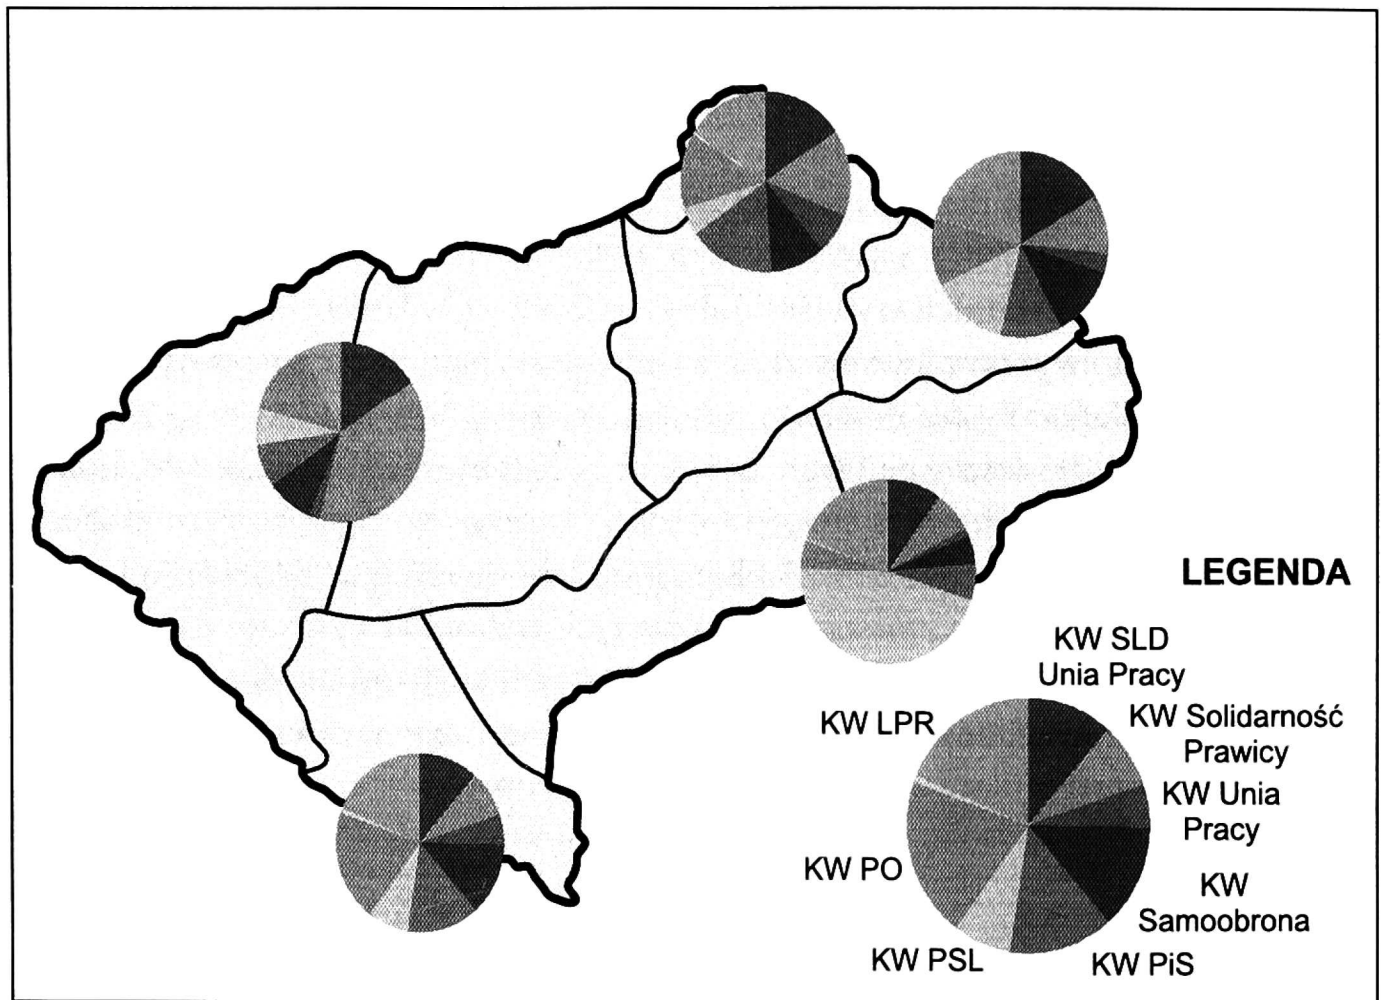 LEGENDA
KW SLD
Unia Pracy
KW Solidarność
Prawicy
KW Unia
Pracy
KW
Samoobrona
KW PiS
KW PSL
KW PO
KW LPR